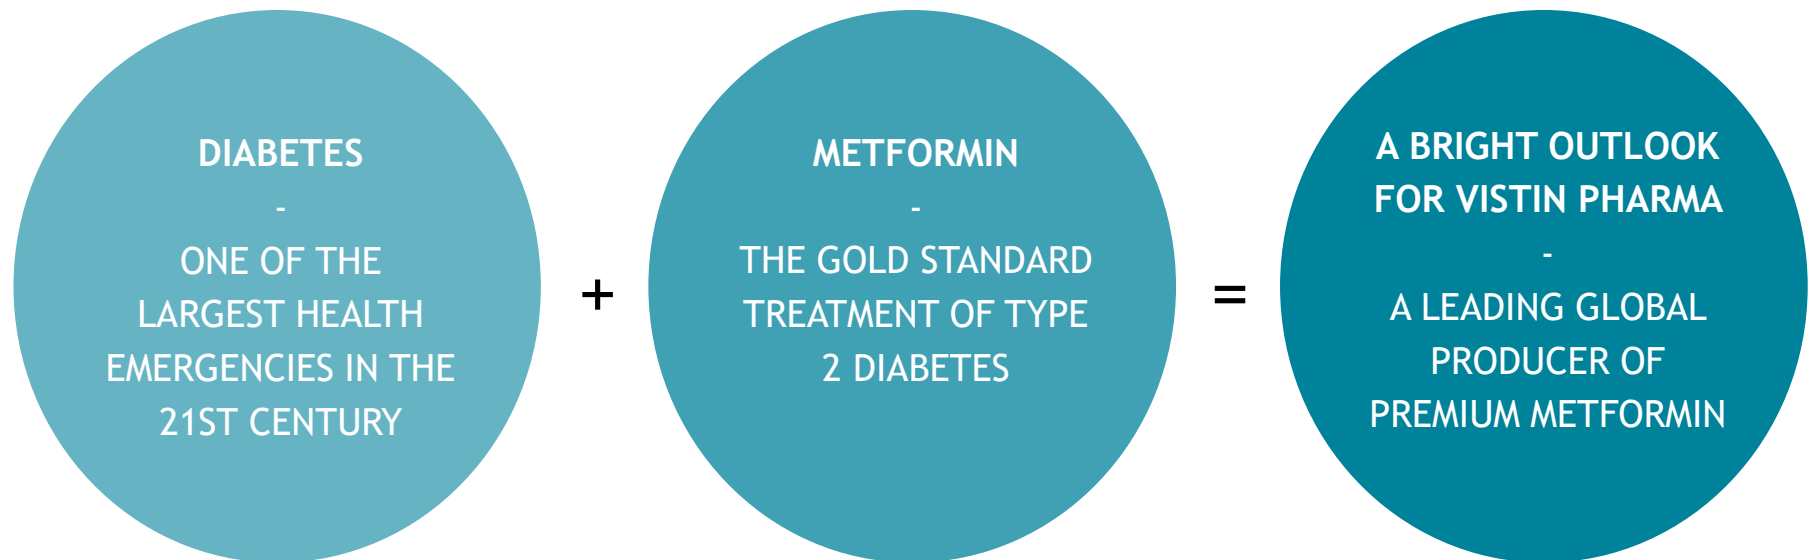 DIABETES
-
ONE OF THE
LARGEST HEALTH
EMERGENCIES IN THE
21ST CENTURY
+
METFORMIN
-
THE GOLD STANDARD
TREATMENT OF TYPE
2 DIABETES
=
A BRIGHT OUTLOOK
FOR VISTIN PHARMA
-
A LEADING GLOBAL
PRODUCER OF
PREMIUM METFORMIN